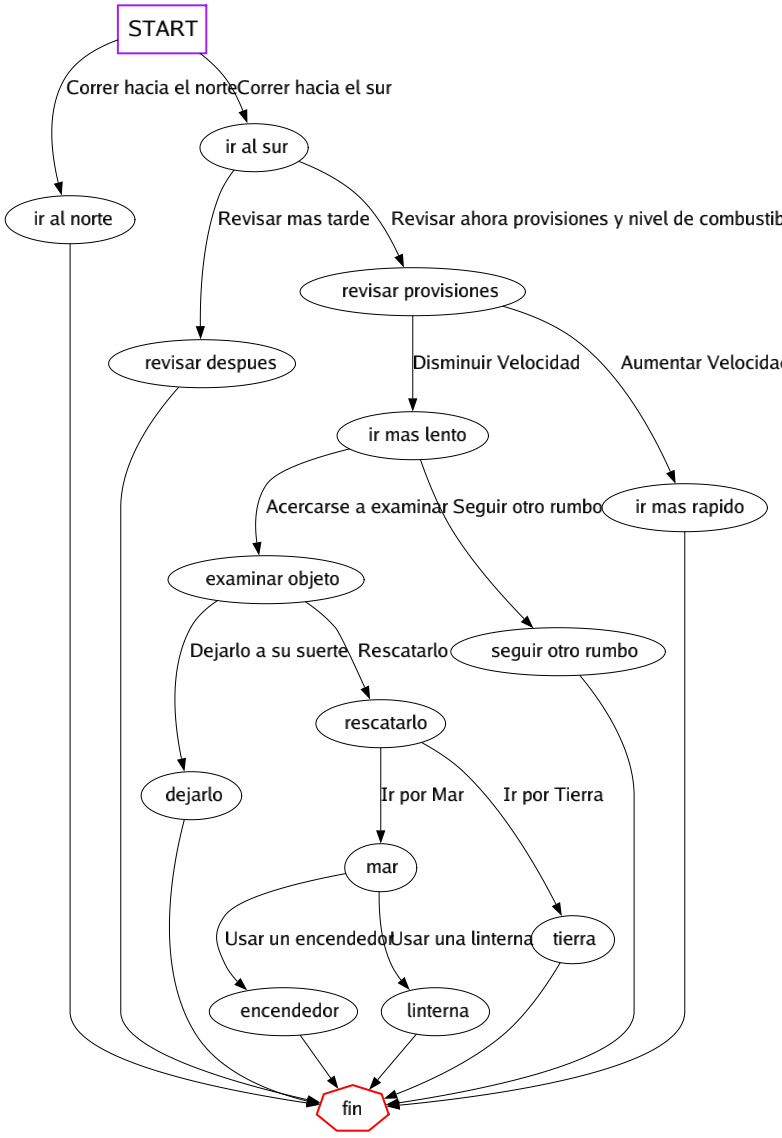 START
Correr hacia el norte
Correr hacia el sur
ir al sur
ir al norte
Revisar mas tarde
Revisar ahora provisiones y nivel de combustib
revisar provisiones
revisar despues
Disminuir Velocidad
Aumentar Velocidad
ir mas lento
Acercarse a examinar
Seguir otro rumbo
ir mas rapido
examinar objeto
Dejarlo a su suerte
Rescatarlo
seguir otro rumbo
rescatarlo
dejarlo
Ir por Mar
Ir por Tierra
mar
Usar un encendedor
Usar una linterna
tierra
encendedor
linterna
fin